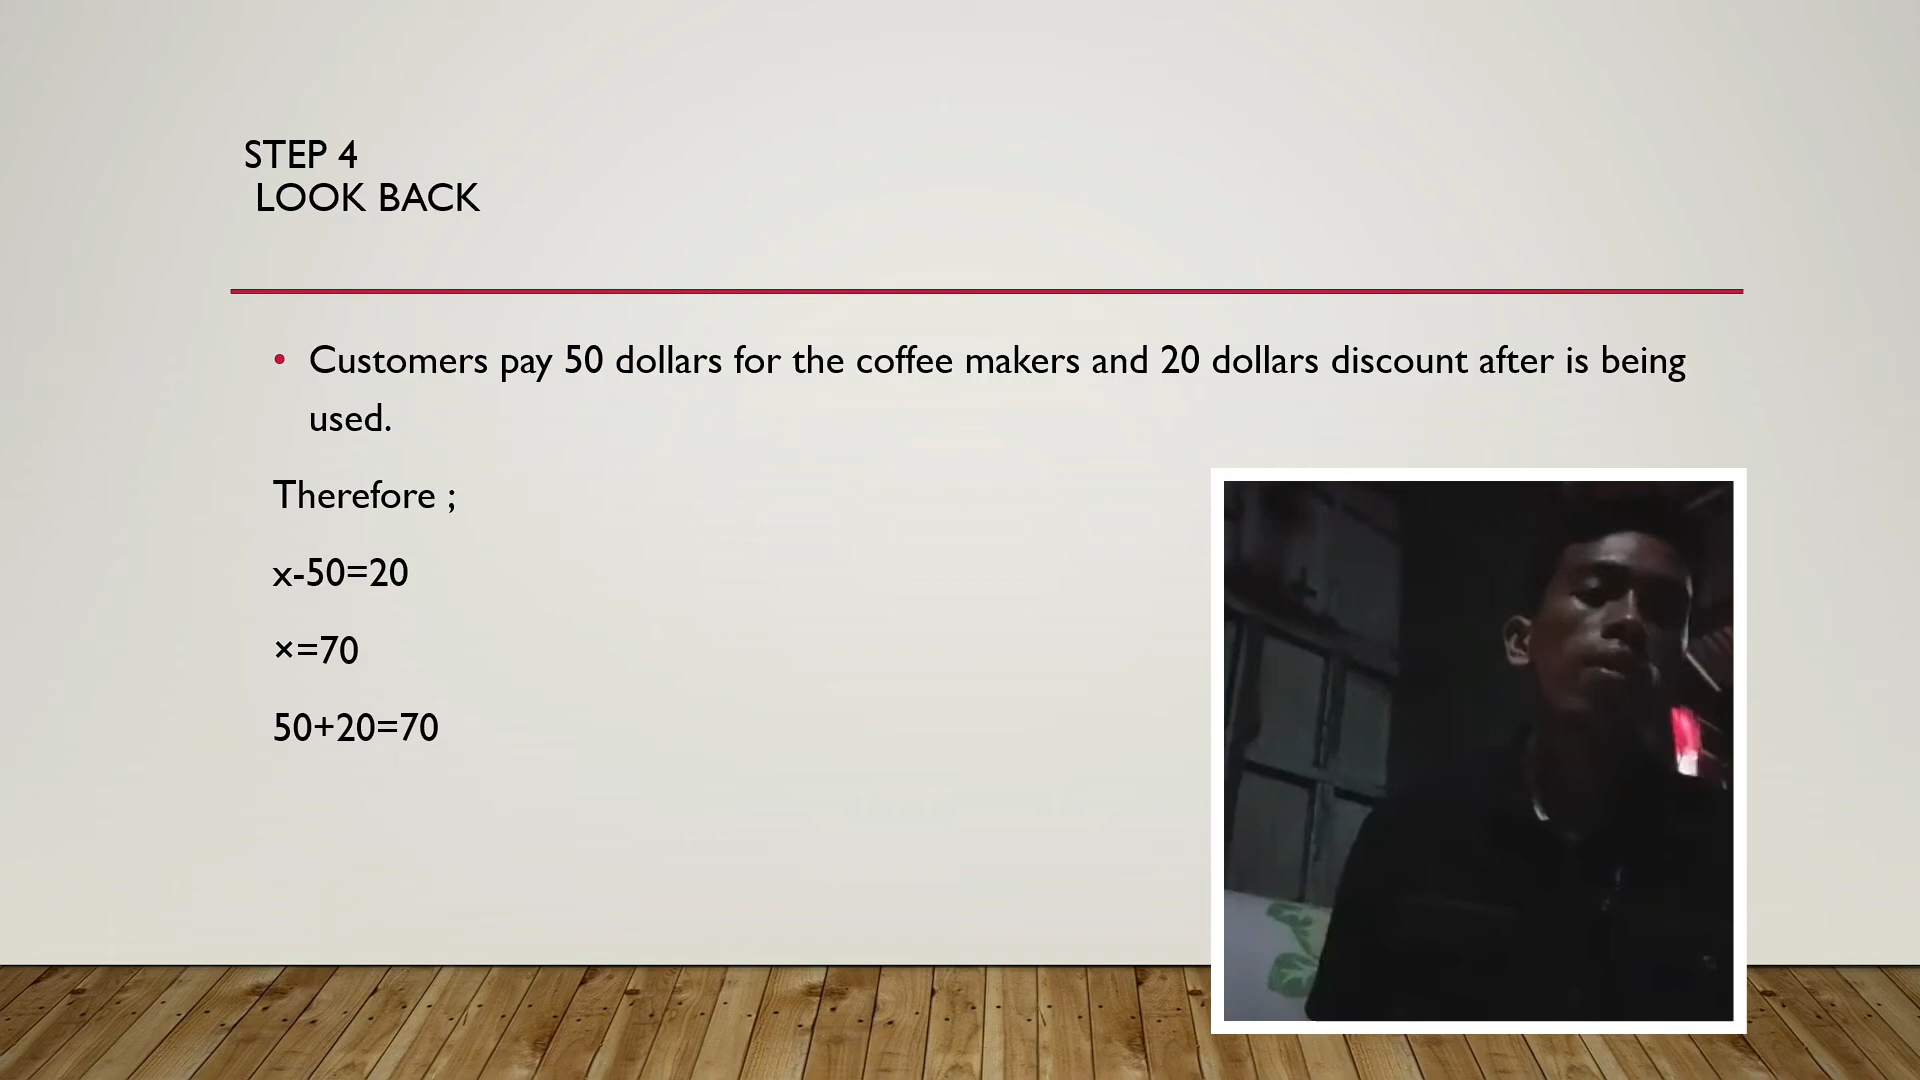 STEP 4
LOOK BACK
• Customers pay 50 dollars for the coffee makers and 20 dollars discount after is being
used.
Therefore ;
x-50=20
×=70
50+20=70